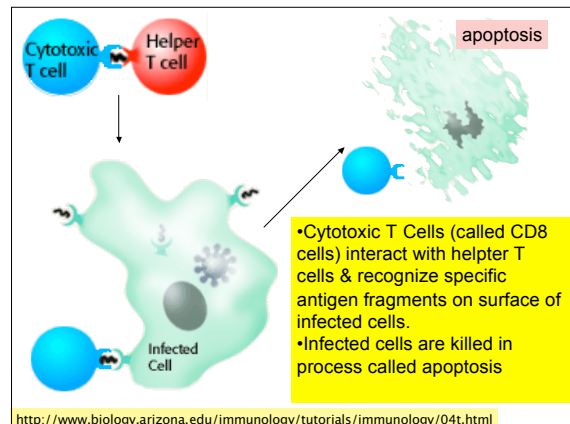 Cytotoxic
T cell
Helper
T cell
apoptosis
Infected
Cell
•Cytotoxic T Cells (called CD8
cells) interact with helpter T
cells & recognize specific
antigen fragments on surface of
infected cells.
•Infected cells are killed in
process called apoptosis
http://www.biology.arizona.edu/immunology/tutorials/immunology/04t.html